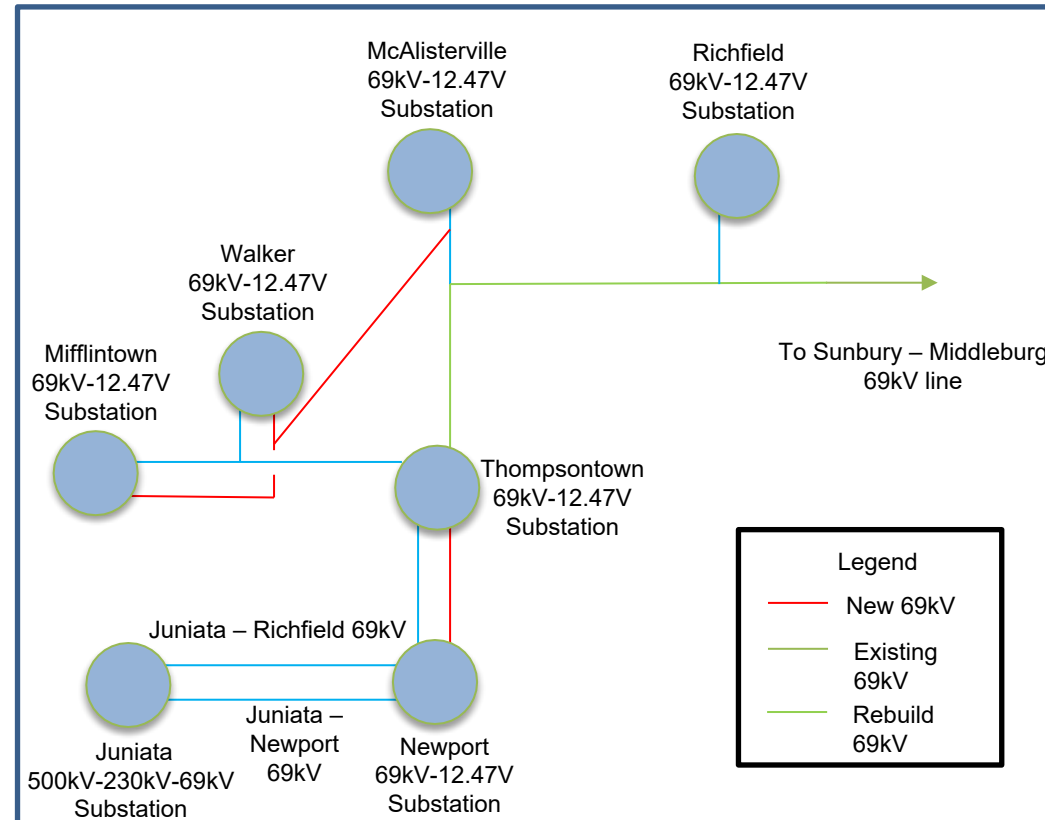 McAlisterville
69kV-12.47V
Substation
Richfield
69kV-12.47V
Substation
Walker
69kV-12.47V
Substation
Mifflintown
69kV-12.47V
Substation
To Sunbury – Middleburg
69kV line
Thompsontown
69kV-12.47V
Substation
Juniata – Richfield 69kV
Juniata –
Newport
69kV
Juniata
500kV-230kV-69kV
Substation
Newport
69kV-12.47V
Substation
Legend
New 69kV
Existing
69kV
Rebuild
69kV